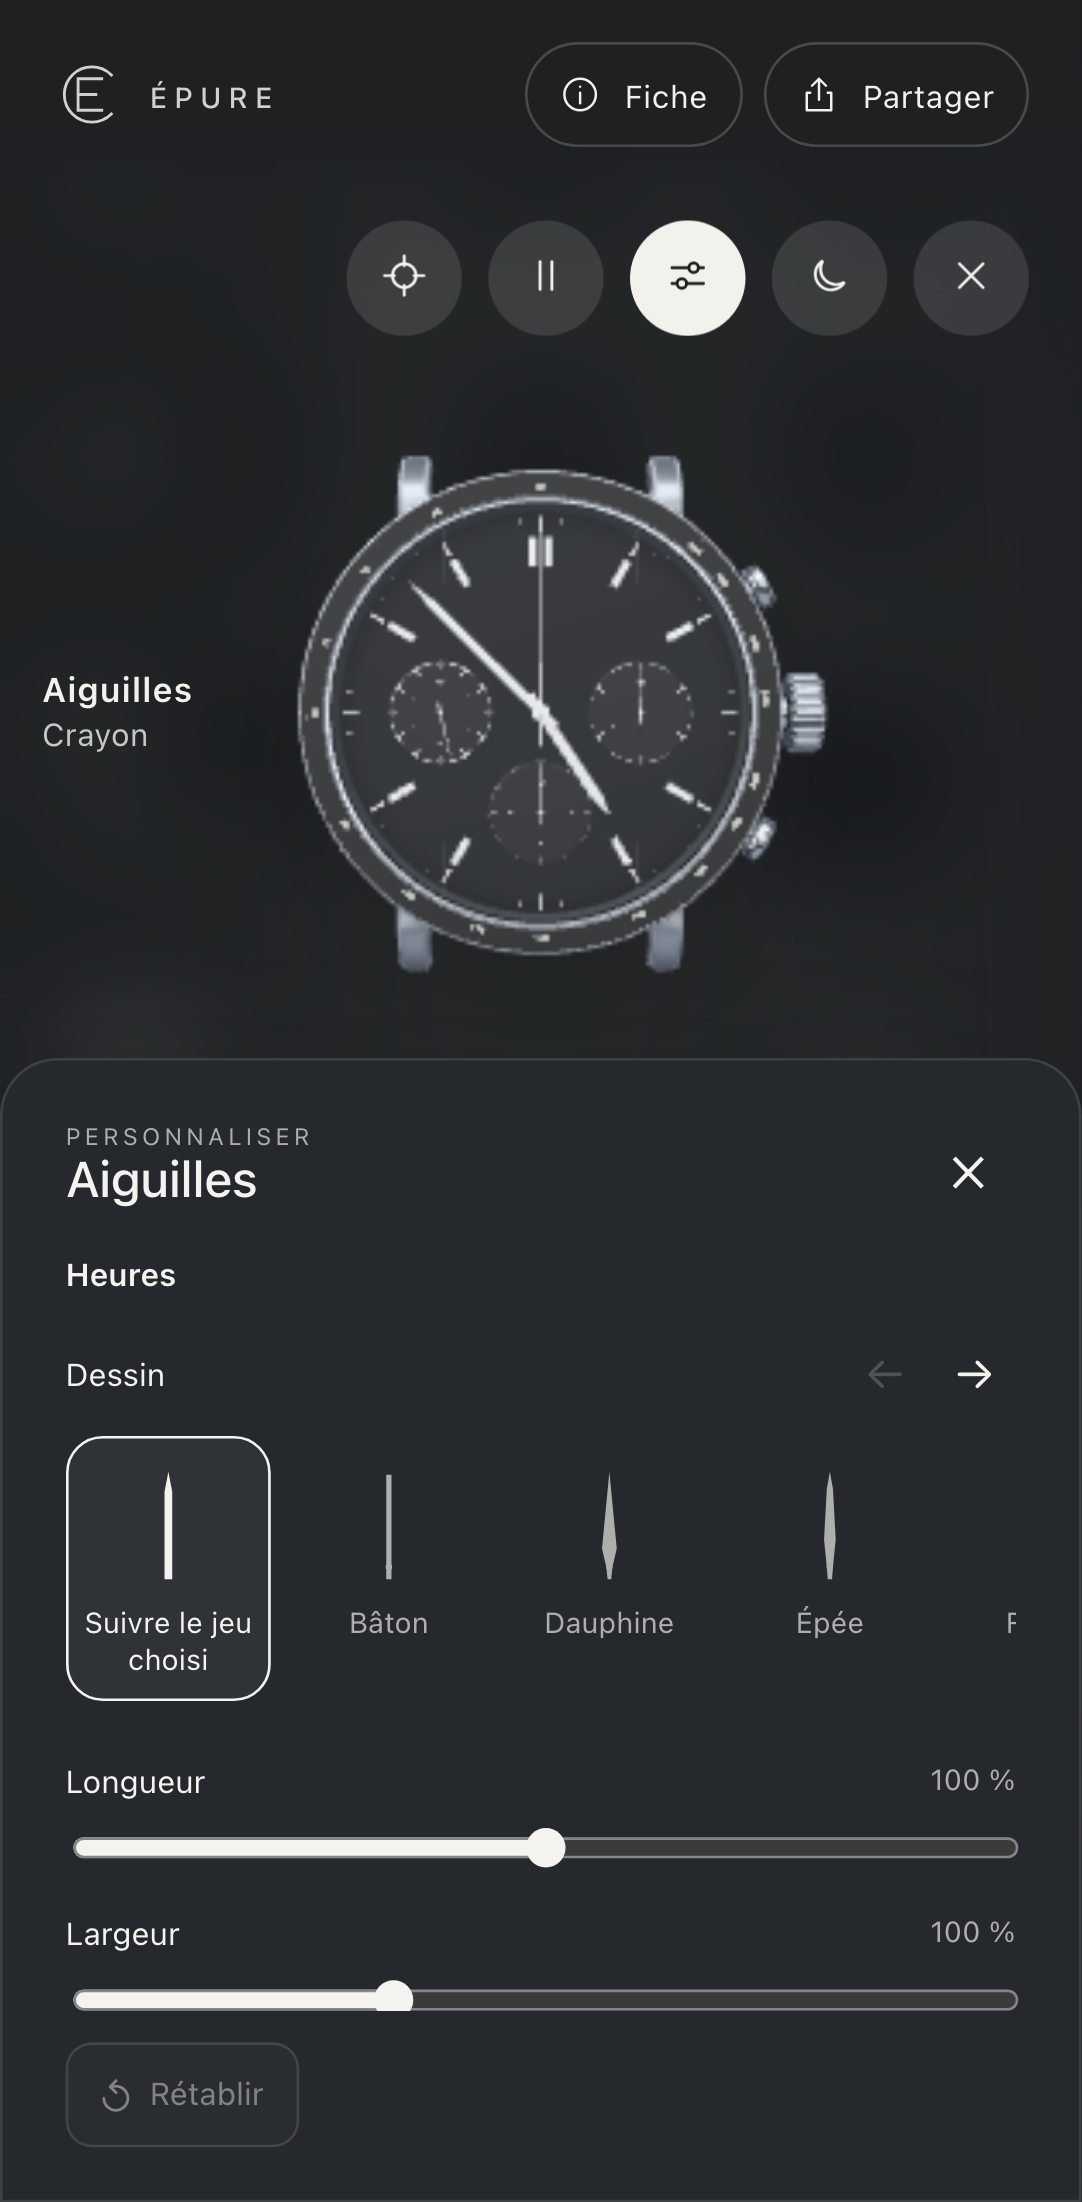 ÉPURE
Fiche
Partager
Aiguilles
Crayon
PERSONNALISER
Aiguilles
Heures
Dessin
Suivre le jeu
choisi
Bâton
Dauphine
Épée
Longueur
100 %
Largeur
100 %
Rétablir